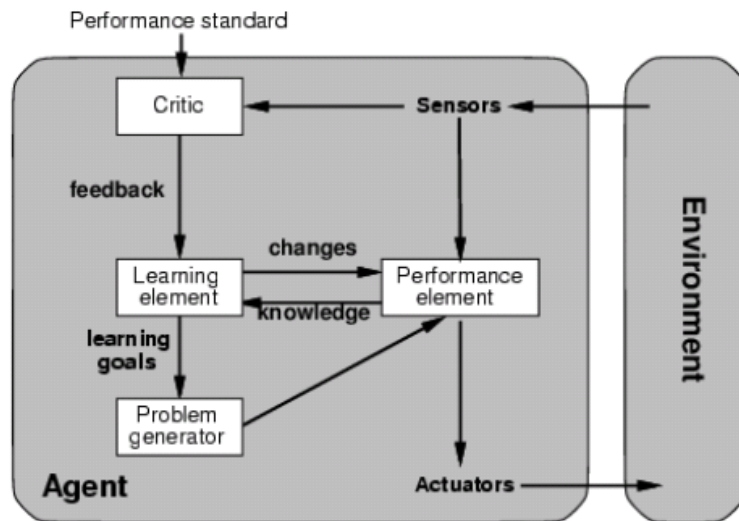 Performance standard
Critic
Sensors
feedback
changes
Learning
element
Performance
element
knowledge
learning
goals
Problem
generator
Agent
Actuators
Environment